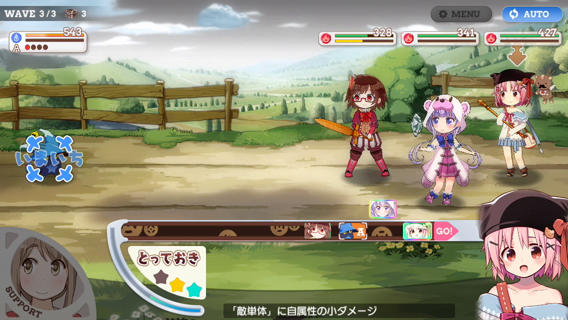 WAVE 3/3 3
MENU
AUTO
543
A
328
341
427
いまいち
GO!
とっておき
SUPPORT
「敵単体」に自属性の小ダメージ